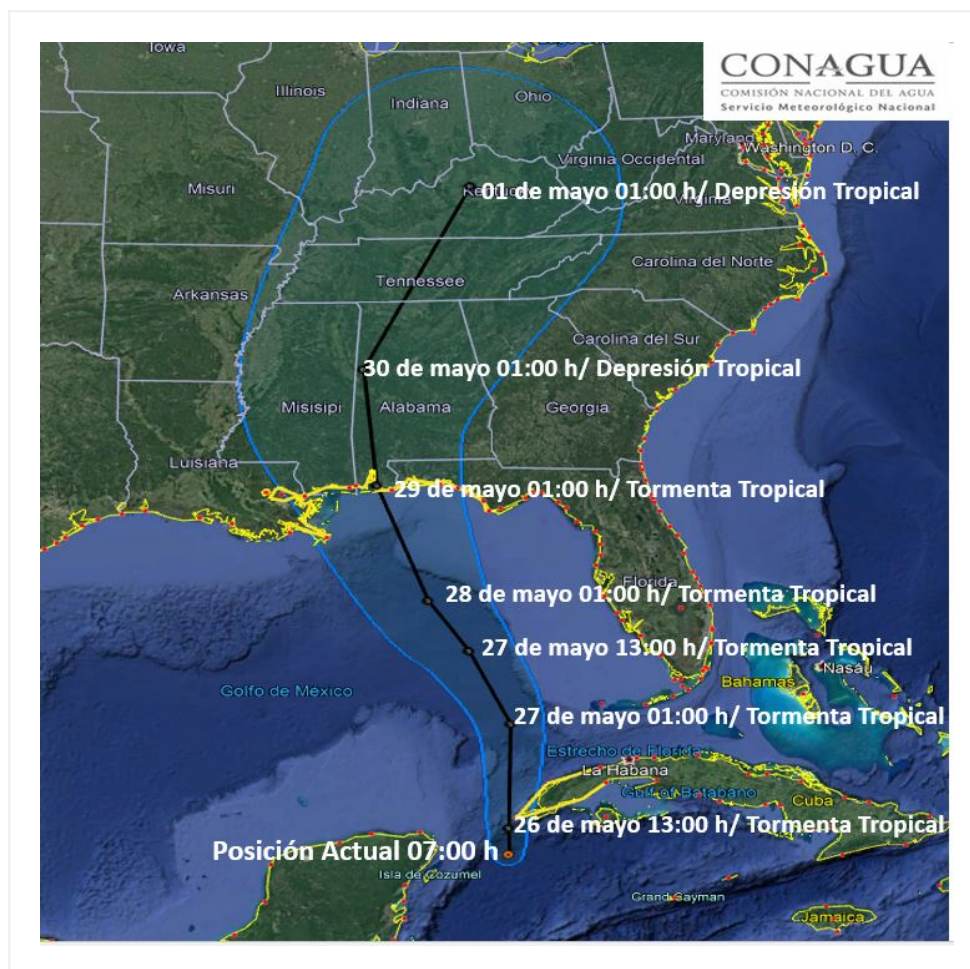 Iowa
CONAGUA
COMISIÓN NACIONAL DEL AGUA
Servicio Meteorológico Nacional
Illinois
Indiana
Ohio
Maryland
Washington D. C.
Virginia Occidental
Misuri
01 de mayo 01:00 h/ Depresión Tropical
Virginia
Carolina del Norte
Tennessee
Arkansas
Carolina del Sur
30 de mayo 01:00 h/ Depresión Tropical
Misisipi
Alabama
Georgia
Luisiana
29 de mayo 01:00 h/ Tormenta Tropical
Florida
28 de mayo 01:00 h/ Tormenta Tropical
27 de mayo 13:00 h/ Tormenta Tropical
Nasáu
Bahamas
Golfo de México
27 de mayo 01:00 h/ Tormenta Tropical
Estrecho de Florida
La Habana
Gulf of Batabano
Cuba
26 de mayo 13:00 h/ Tormenta Tropical
Posición Actual 07:00 h
Isla de Cozumel
Grand Cayman
Jamaica